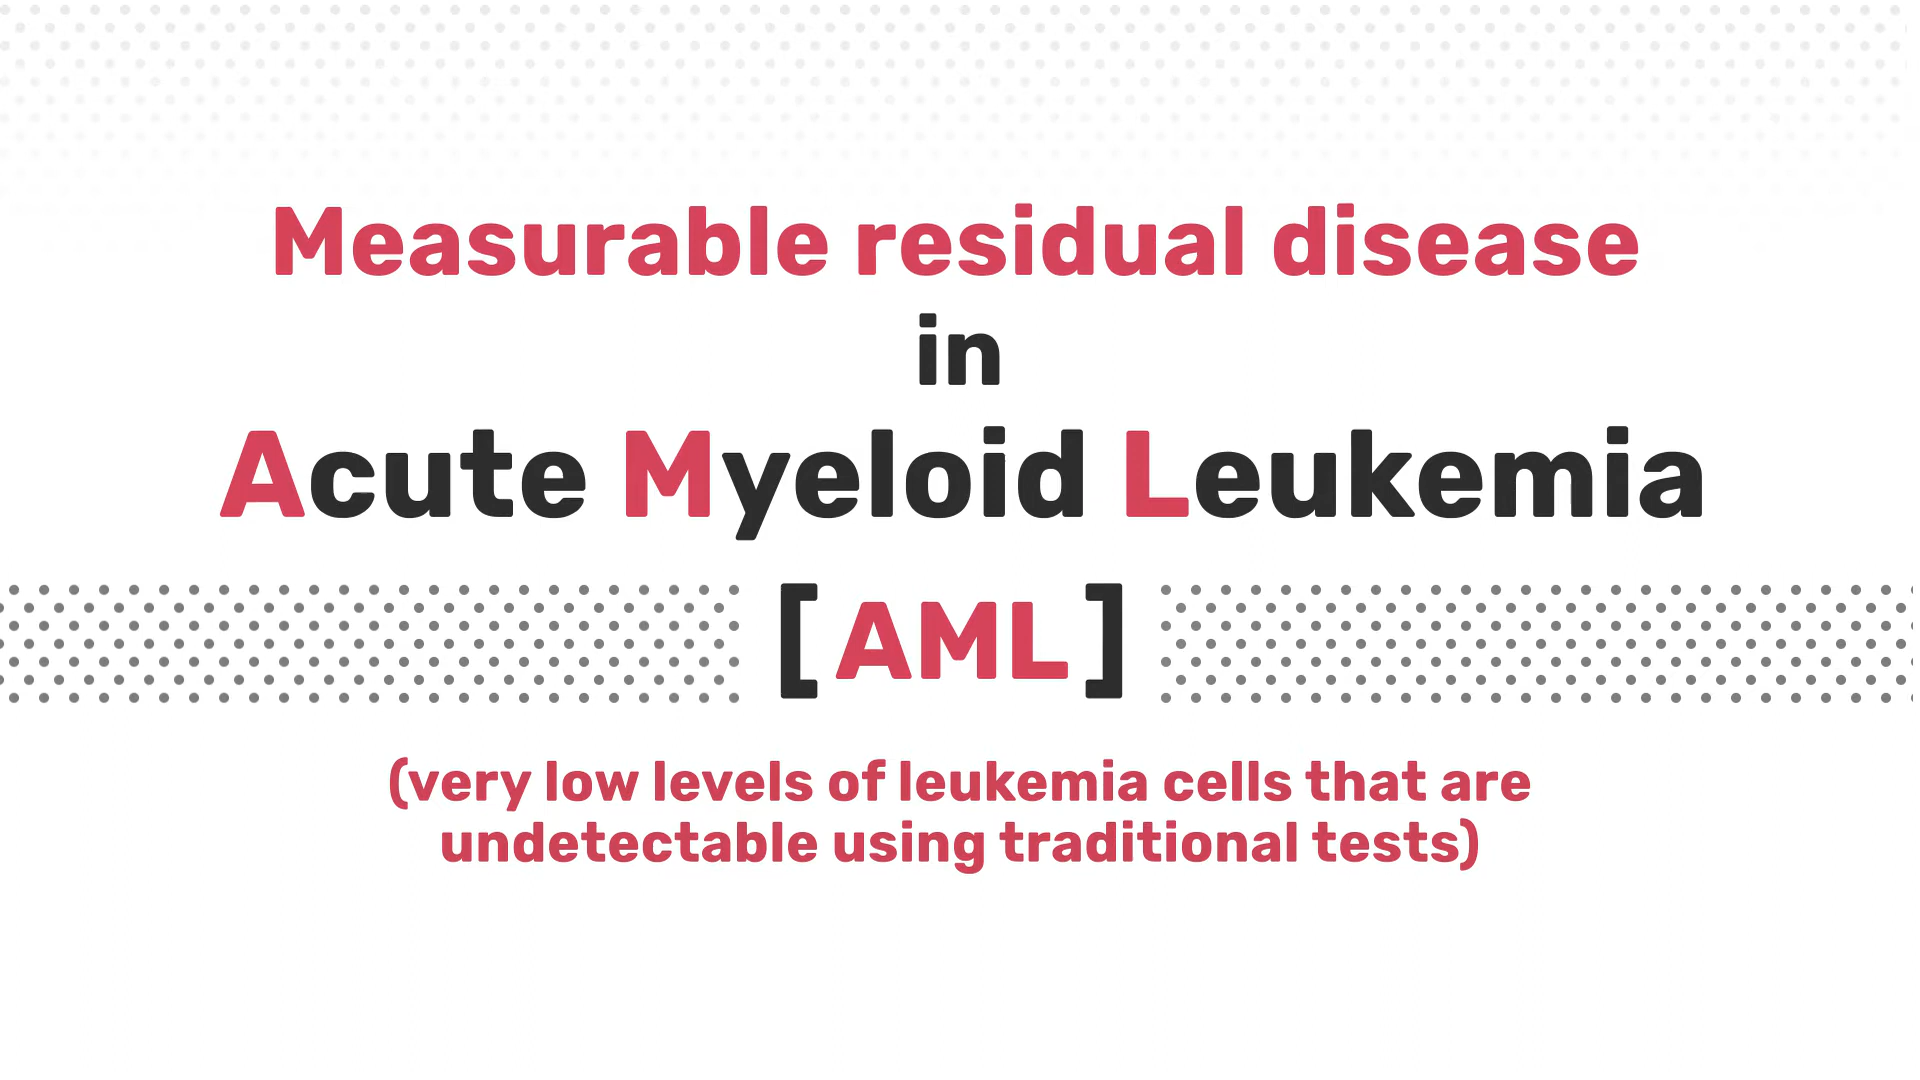 Measurable residual disease
in
Acute Myeloid Leukemia
[AML]
(very low levels of leukemia cells that are
undetectable using traditional tests)